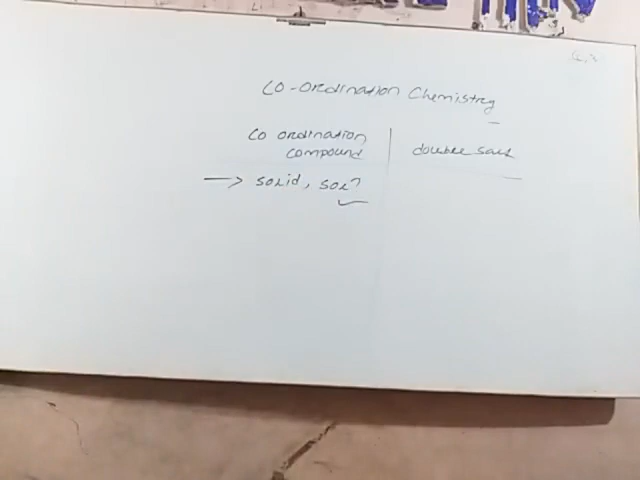 CO-ORDINATION Chemistry
CO ORDINATION
compound
double salt
→ solid, sol?